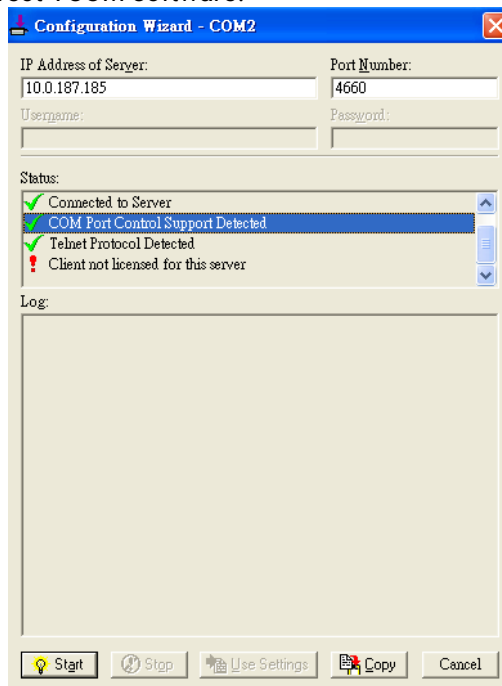 Configuration Wizard - COM2
IP Address of Server: Port Number:
10.0.187.185 4660
Username: Password:
Status:
Connected to Server
COM Port Control Support Detected
Telnet Protocol Detected
Client not licensed for this server
Log:
Start Stop Use Settings Copy Cancel